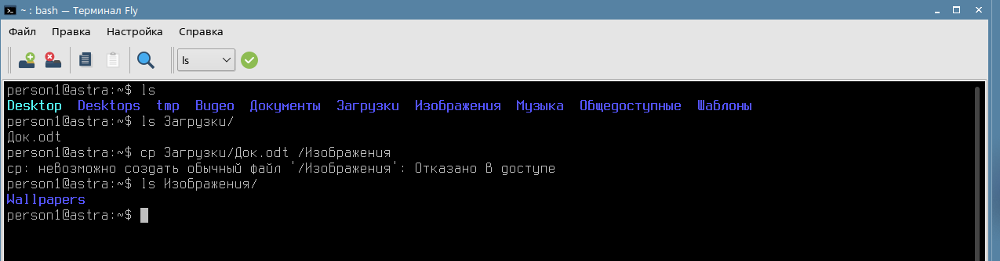 ~ : bash — Терминал Fly
Файл Правка Настройка Справка
ls
person1@astra:~$ ls
Desktop Desktops tmp Видео Документы Загрузки Изображения Музыка Общедоступные Шаблоны
person1@astra:~$ ls Загрузки/
Док.odt
person1@astra:~$ cp Загрузки/Док.odt /Изображения
cp: невозможно создать обычный файл '/Изображения': Отказано в доступе
person1@astra:~$ ls Изображения/
Wallpapers
person1@astra:~$